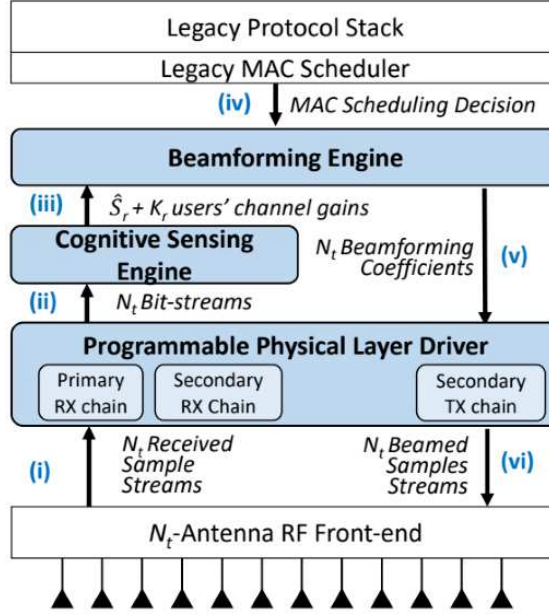 Legacy Protocol Stack
Legacy MAC Scheduler
(iv)
MAC Scheduling Decision
Beamforming Engine
(iii)
Ŝr + Kr users' channel gains
Cognitive Sensing
Engine
Nt Beamforming
Coefficients
(v)
(ii)
Nt Bit-streams
Programmable Physical Layer Driver
Primary
RX chain
Secondary
RX Chain
Secondary
TX chain
(i)
Nt Received
Sample
Streams
Nt Beamed
Samples
Streams
(vi)
Nt-Antenna RF Front-end